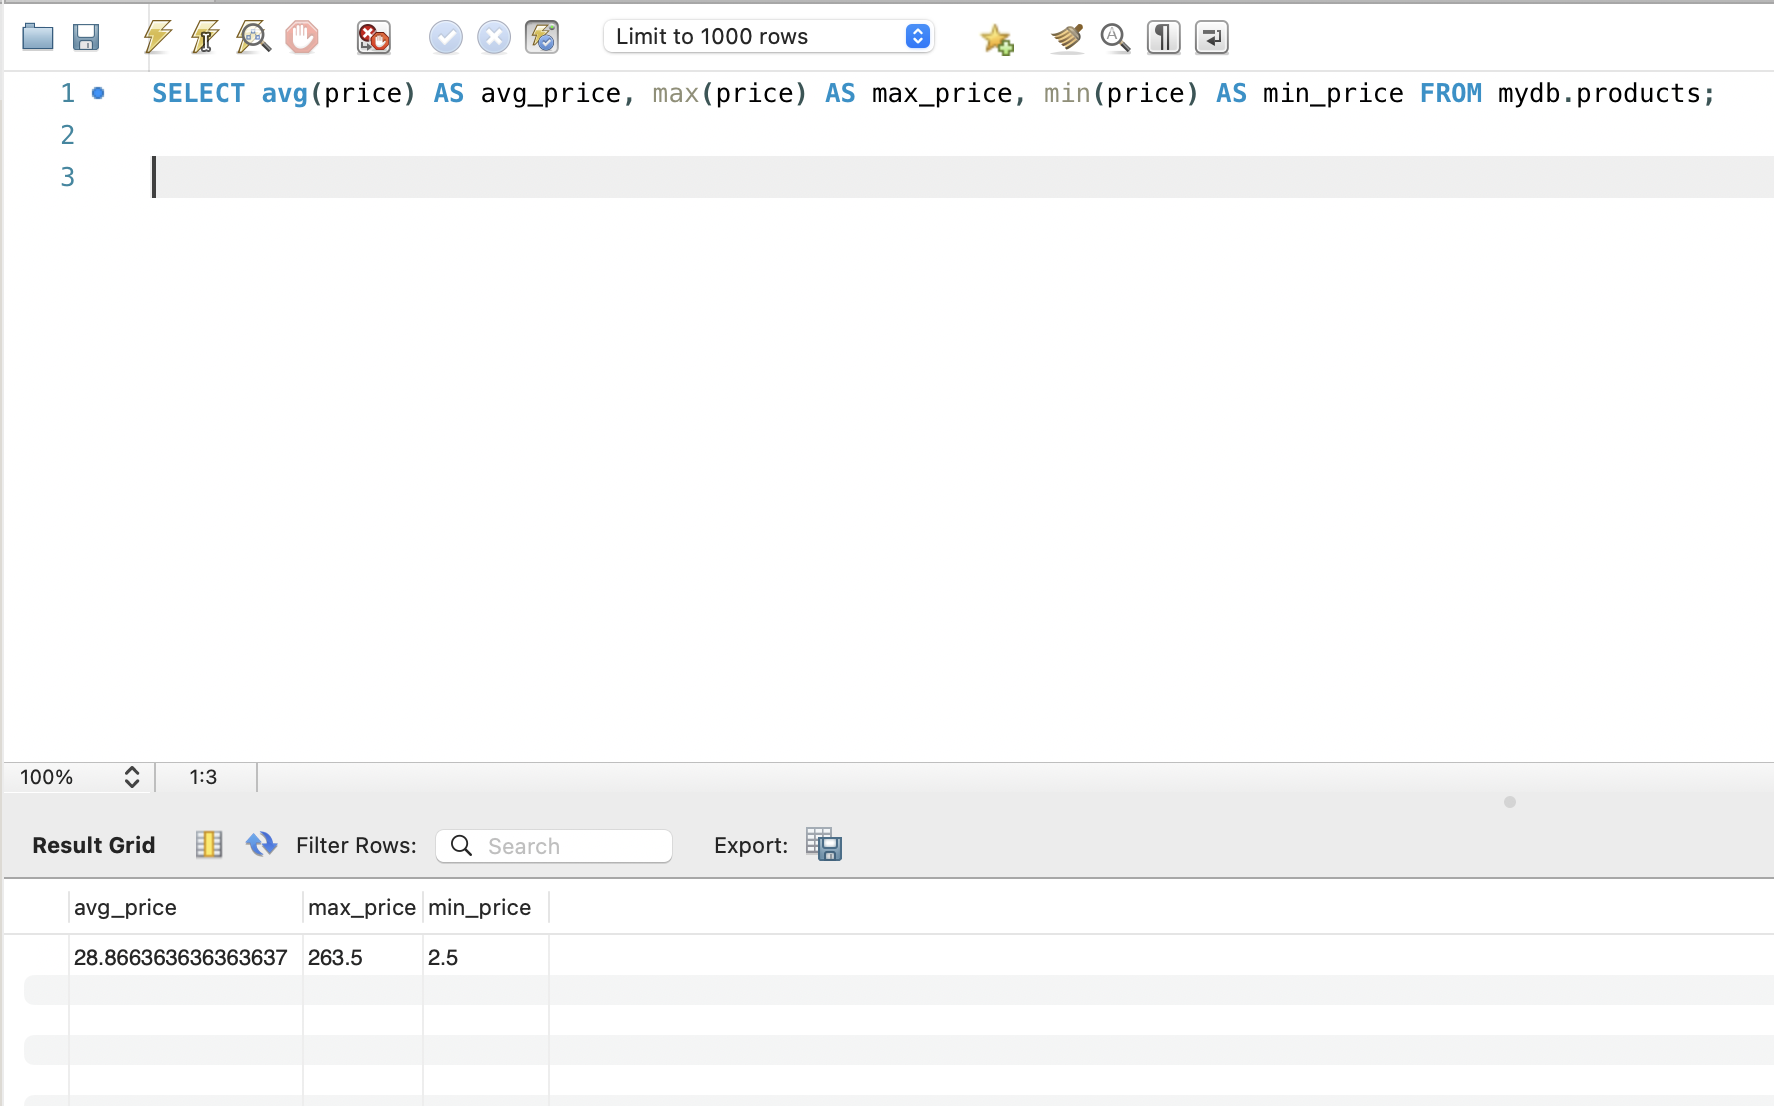 Limit to 1000 rows
1 SELECT avg(price) AS avg_price, max(price) AS max_price, min(price) AS min_price FROM mydb.products;
2
3
100% 1:3
Result Grid Filter Rows: Search Export:
avg_price max_price min_price
28.866363636363637 263.5 2.5